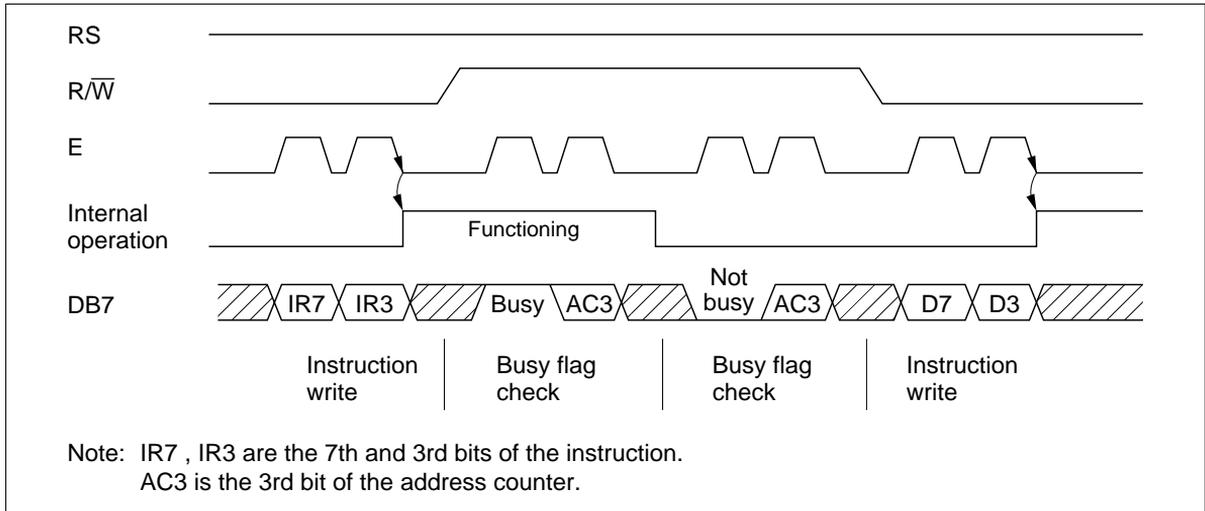 RS
R/W̅
E
Internal
operation
Functioning
DB7
IR7 IR3 Busy AC3 Not
busy AC3 D7 D3
Instruction
write
Busy flag
check
Busy flag
check
Instruction
write
Note: IR7 , IR3 are the 7th and 3rd bits of the instruction.
AC3 is the 3rd bit of the address counter.